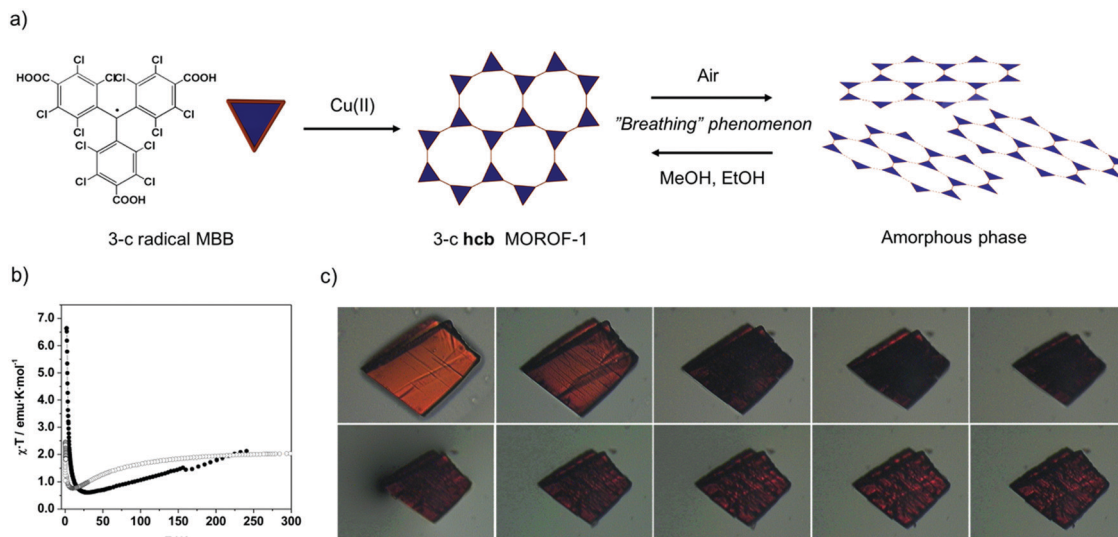 a)
HOOC
Cl
Cl
Cl
Cl
COOH
Cl
Cl
Cl
Cl
Cl
Cl
Cl
Cl
COOH
3-c radical MBB
Cu(II)
3-c hcb MOROF-1
Air
"Breathing" phenomenon
MeOH, EtOH
Amorphous phase
b)
χ·T / emu·K·mol⁻¹
7.0
6.0
5.0
4.0
3.0
2.0
1.0
0.0
0 50 100 150 200 250 300
c)